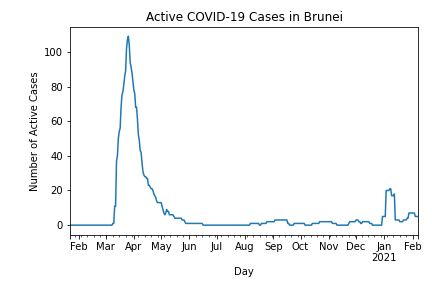 Active COVID-19 Cases in Brunei
Number of Active Cases
100
80
60
40
20
0
Feb Mar Apr May Jun Jul Aug Sep Oct Nov Dec Jan Feb
2021
Day